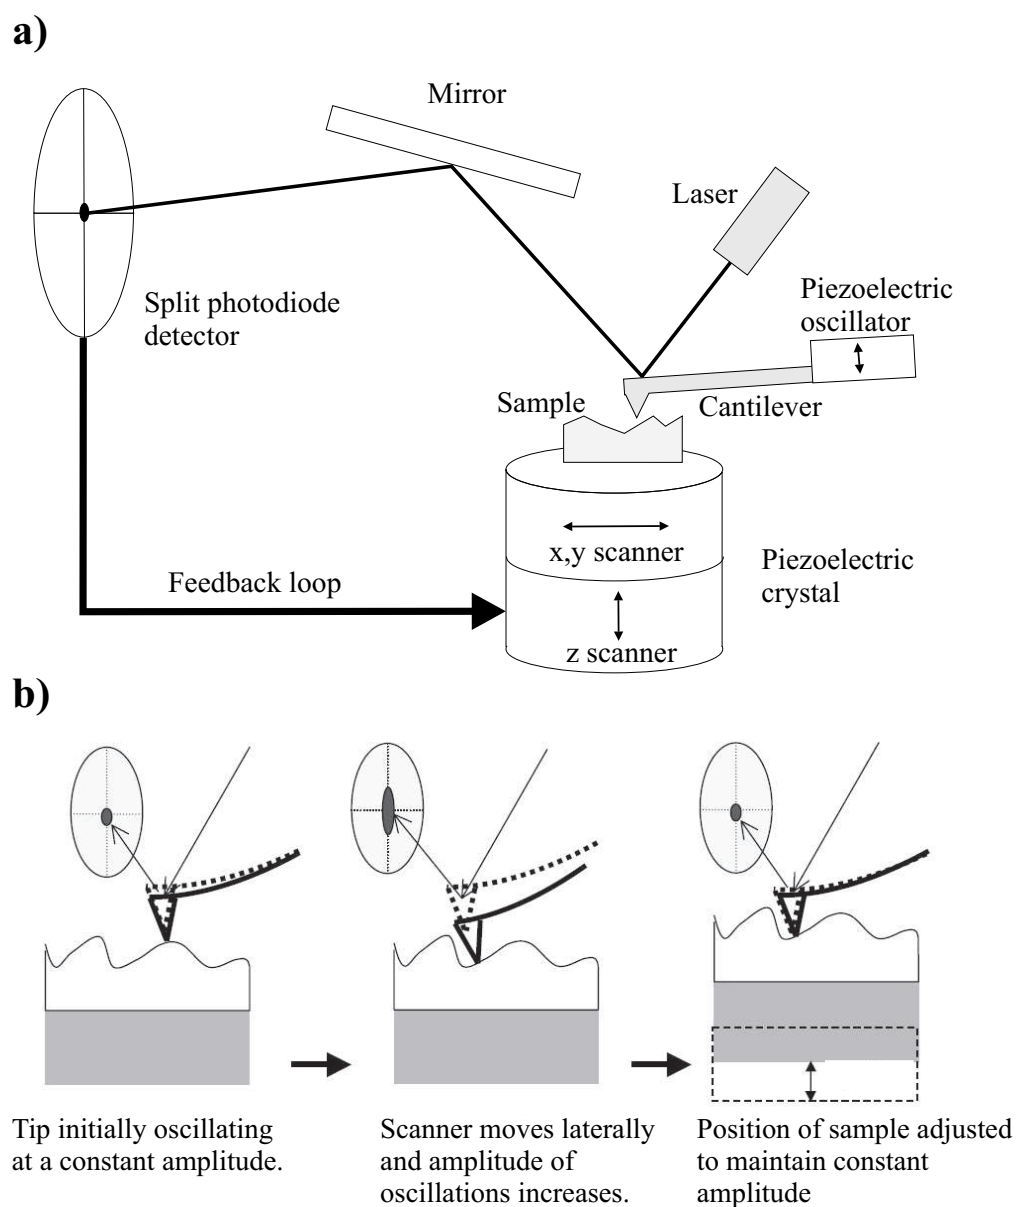 a)
Mirror
Laser
Piezoelectric
oscillator
Split photodiode
detector
Sample
Cantilever
x,y scanner
Piezoelectric
crystal
Feedback loop
z scanner
b)
Tip initially oscillating
at a constant amplitude.
Scanner moves laterally
and amplitude of
oscillations increases.
Position of sample adjusted
to maintain constant
amplitude